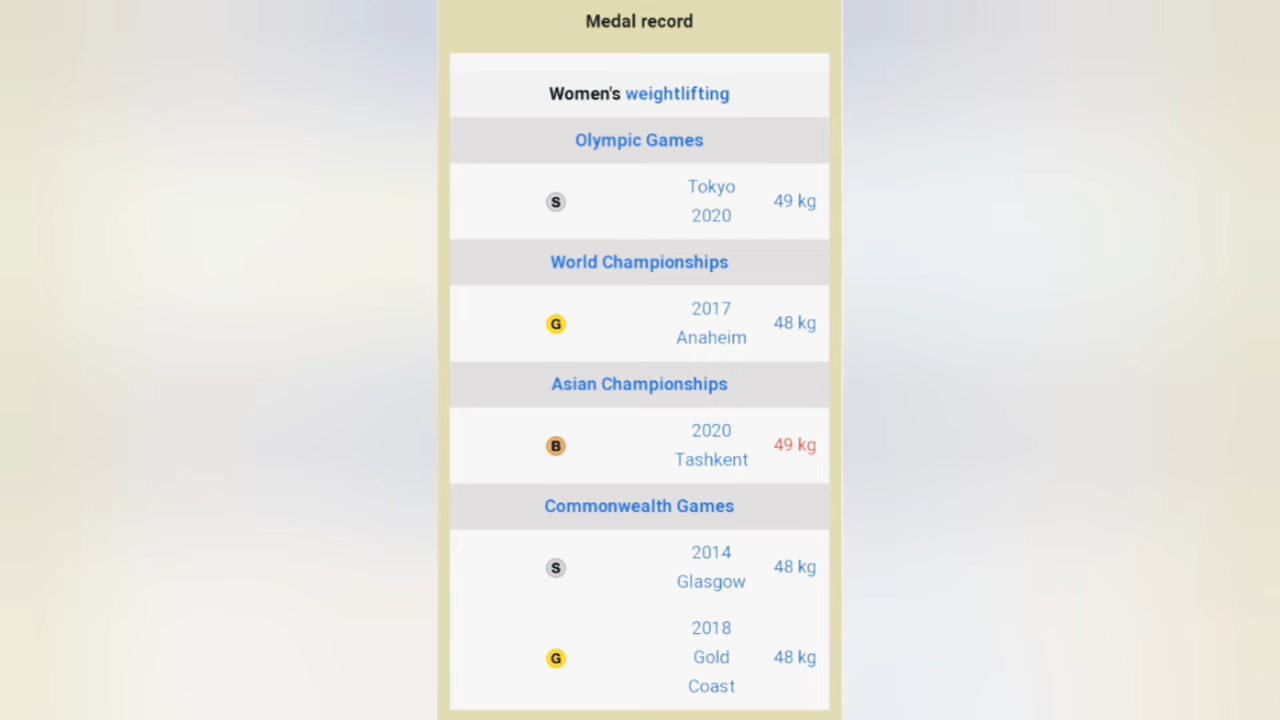 Medal record
Women's weightlifting
Olympic Games
S
Tokyo
2020
49 kg
World Championships
G
2017
Anaheim
48 kg
Asian Championships
B
2020
Tashkent
49 kg
Commonwealth Games
S
2014
Glasgow
48 kg
G
2018
Gold
Coast
48 kg